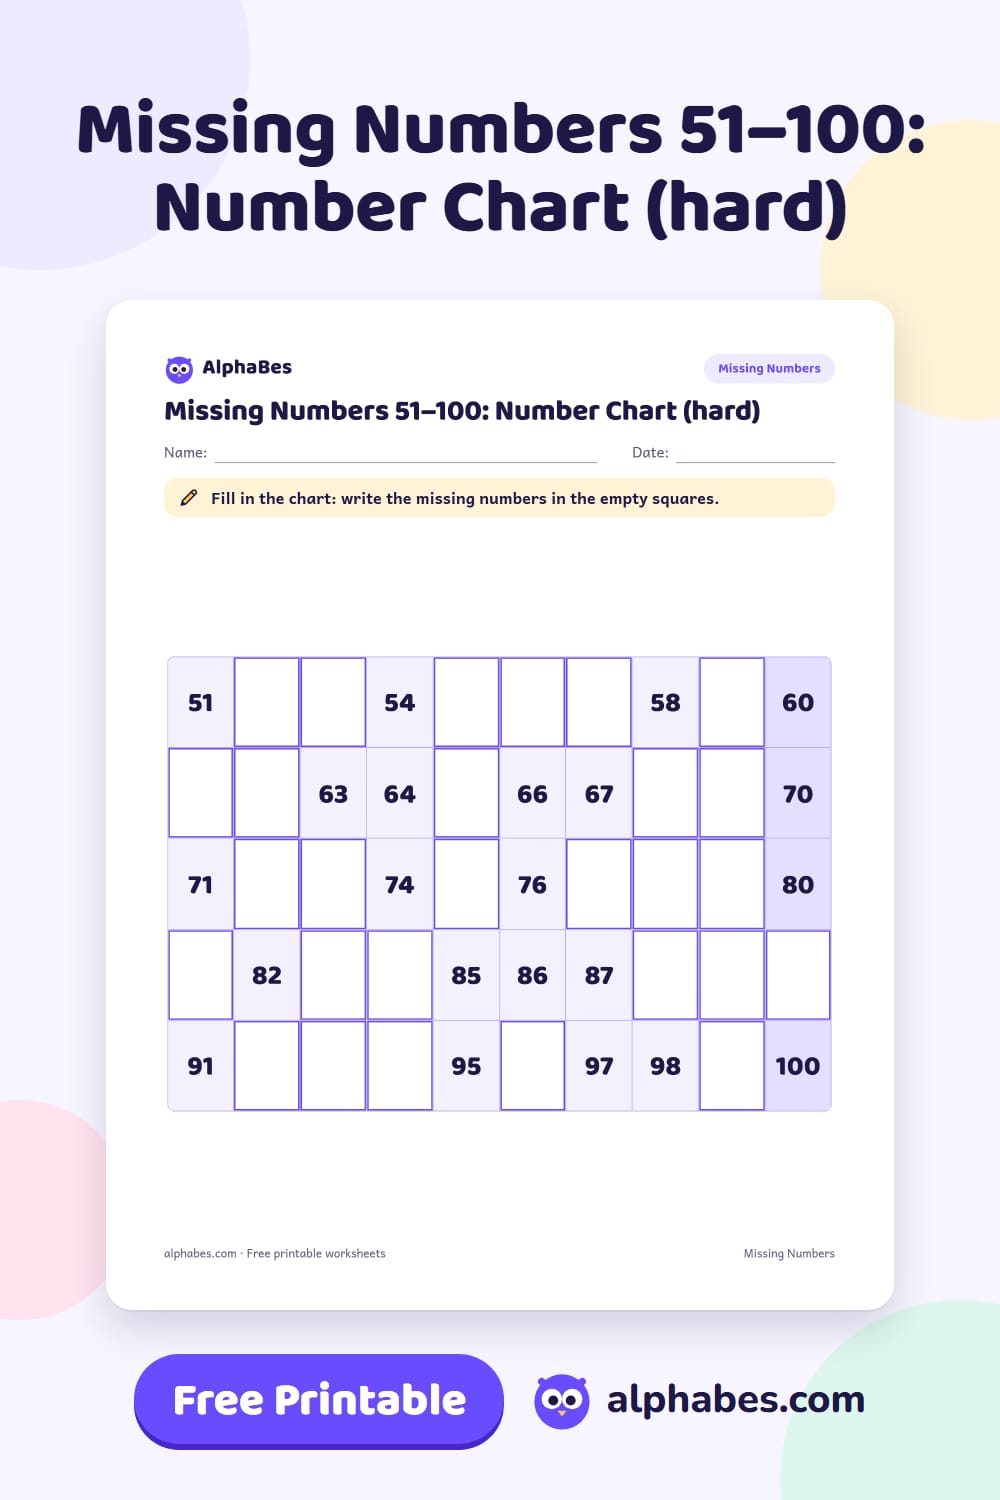 Missing Numbers 51–100:
Number Chart (hard)
AlphaBes
Missing Numbers
Missing Numbers 51–100: Number Chart (hard)
Name:
Date:
Fill in the chart: write the missing numbers in the empty squares.
51 54 58 60
63 64 66 67 70
71 74 76 80
82 85 86 87
91 95 97 98 100
alphabes.com · Free printable worksheets
Missing Numbers
Free Printable
alphabes.com